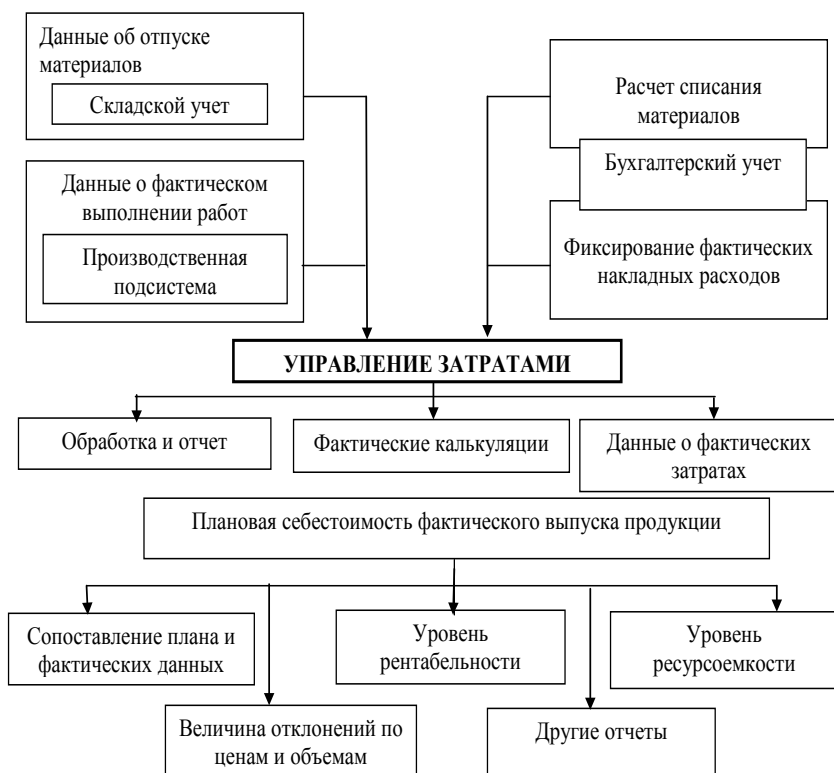 Данные об отпуске
материалов
Складской учет
Расчет списания
материалов
Бухгалтерский учет
Данные о фактическом
выполнении работ
Производственная
подсистема
Фиксирование фактических
накладных расходов
УПРАВЛЕНИЕ ЗАТРАТАМИ
Обработка и отчет
Фактические калькуляции
Данные о фактических
затратах
Плановая себестоимость фактического выпуска продукции
Сопоставление плана и
фактических данных
Уровень
рентабельности
Уровень
ресурсоемкости
Величина отклонений по
ценам и объемам
Другие отчеты